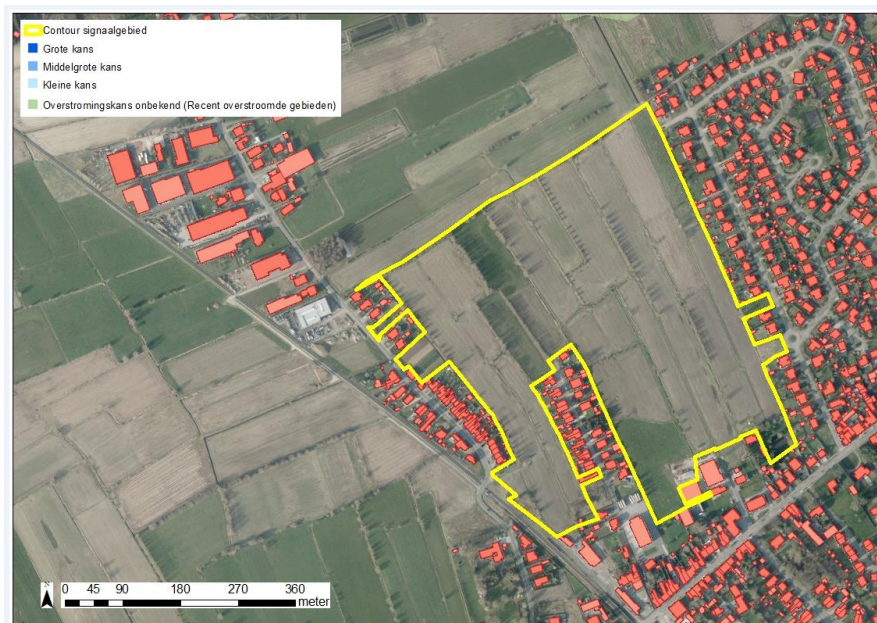 Contour signaalgebied
Grote kans
Middelgrote kans
Kleine kans
Overstromingskans onbekend (Recent overstroomde gebieden)
N
0 45 90 180 270 360
meter